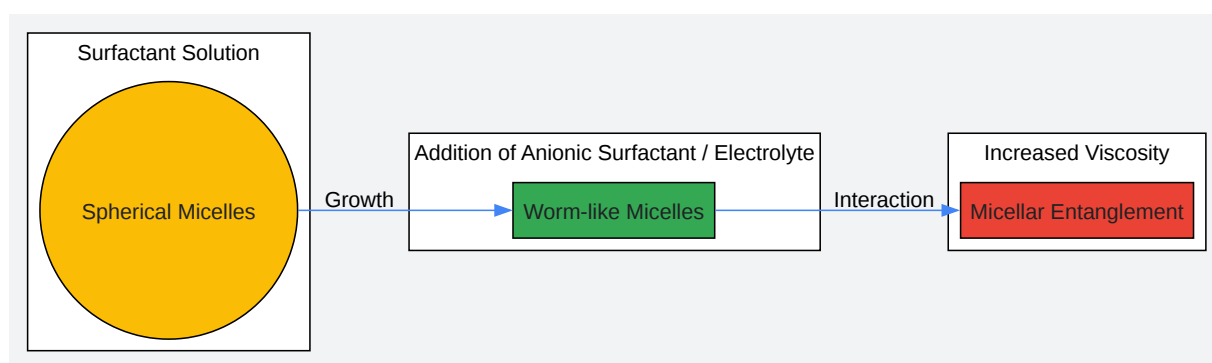 Surfactant Solution
Spherical Micelles
Growth
Addition of Anionic Surfactant / Electrolyte
Worm-like Micelles
Interaction
Increased Viscosity
Micellar Entanglement